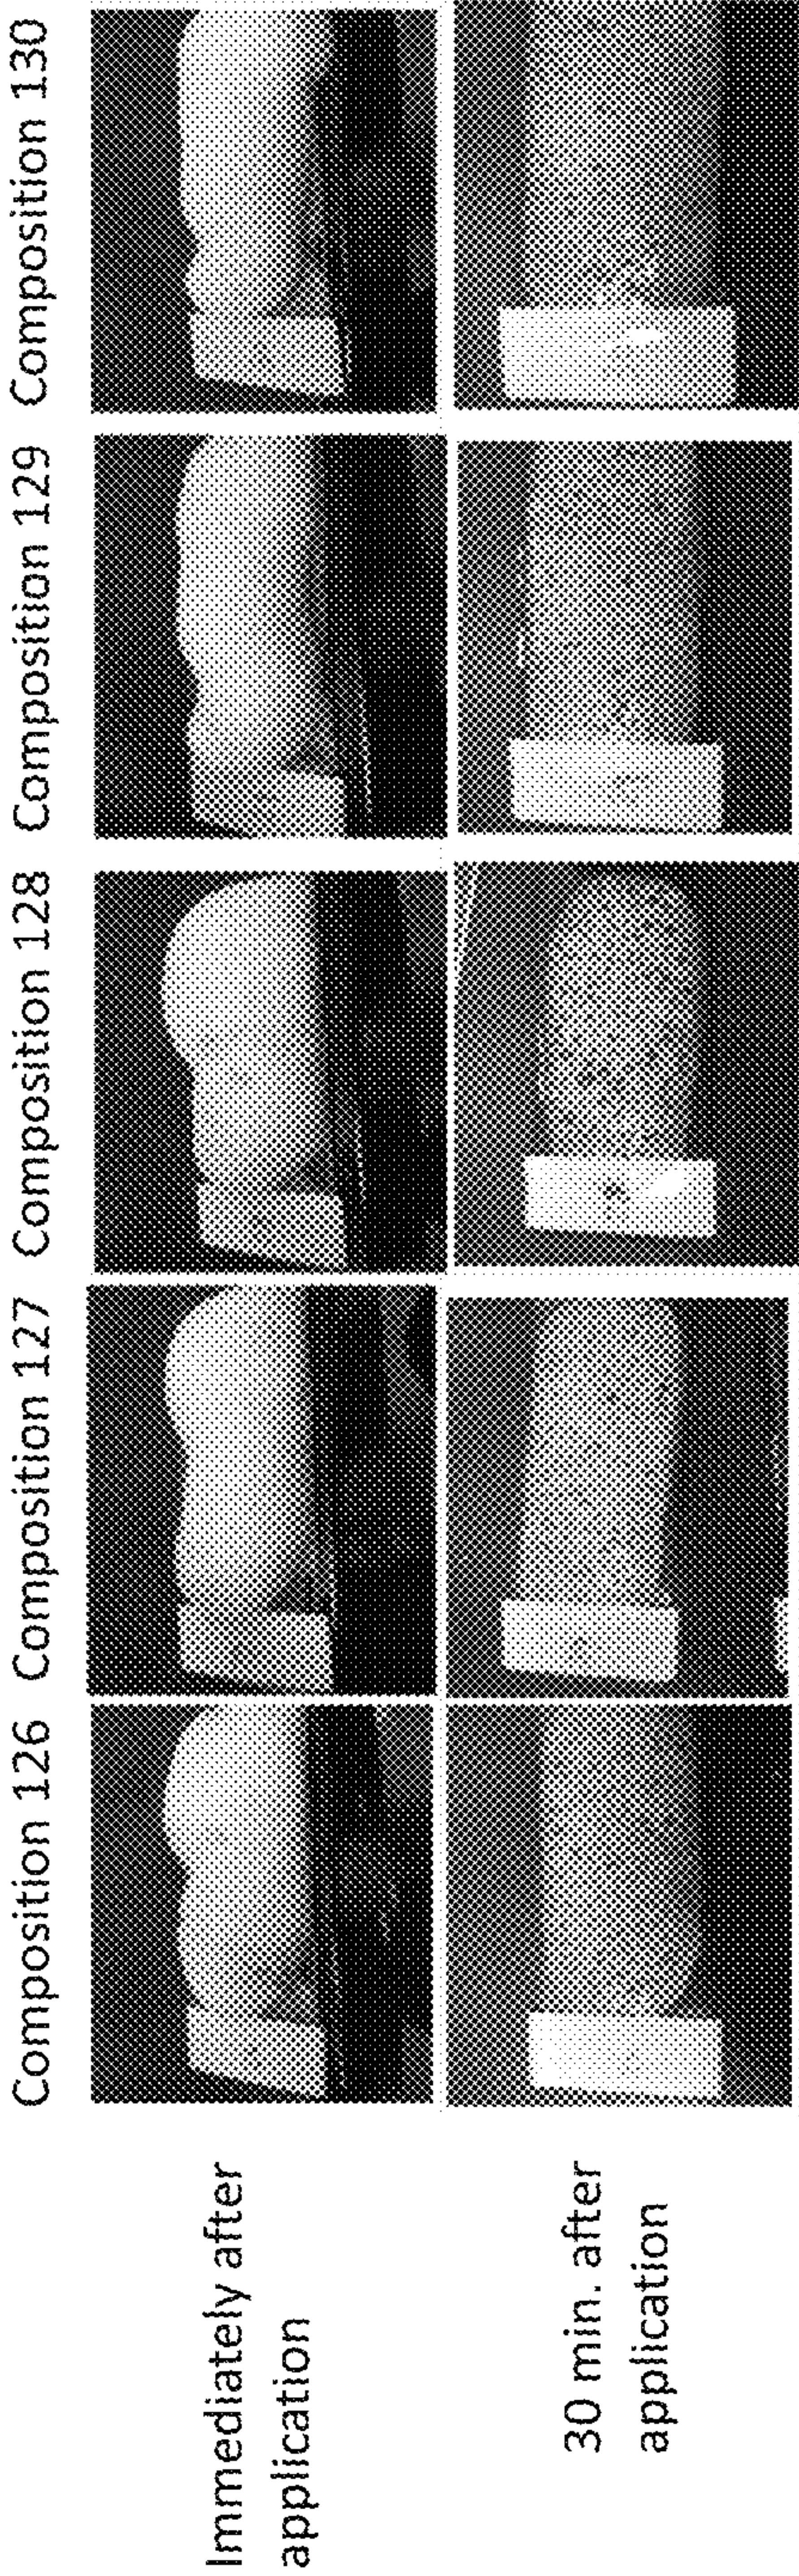 Composition 126
Composition 127
Composition 128
Composition 129
Composition 130
Immediately after
application
30 min. after
application